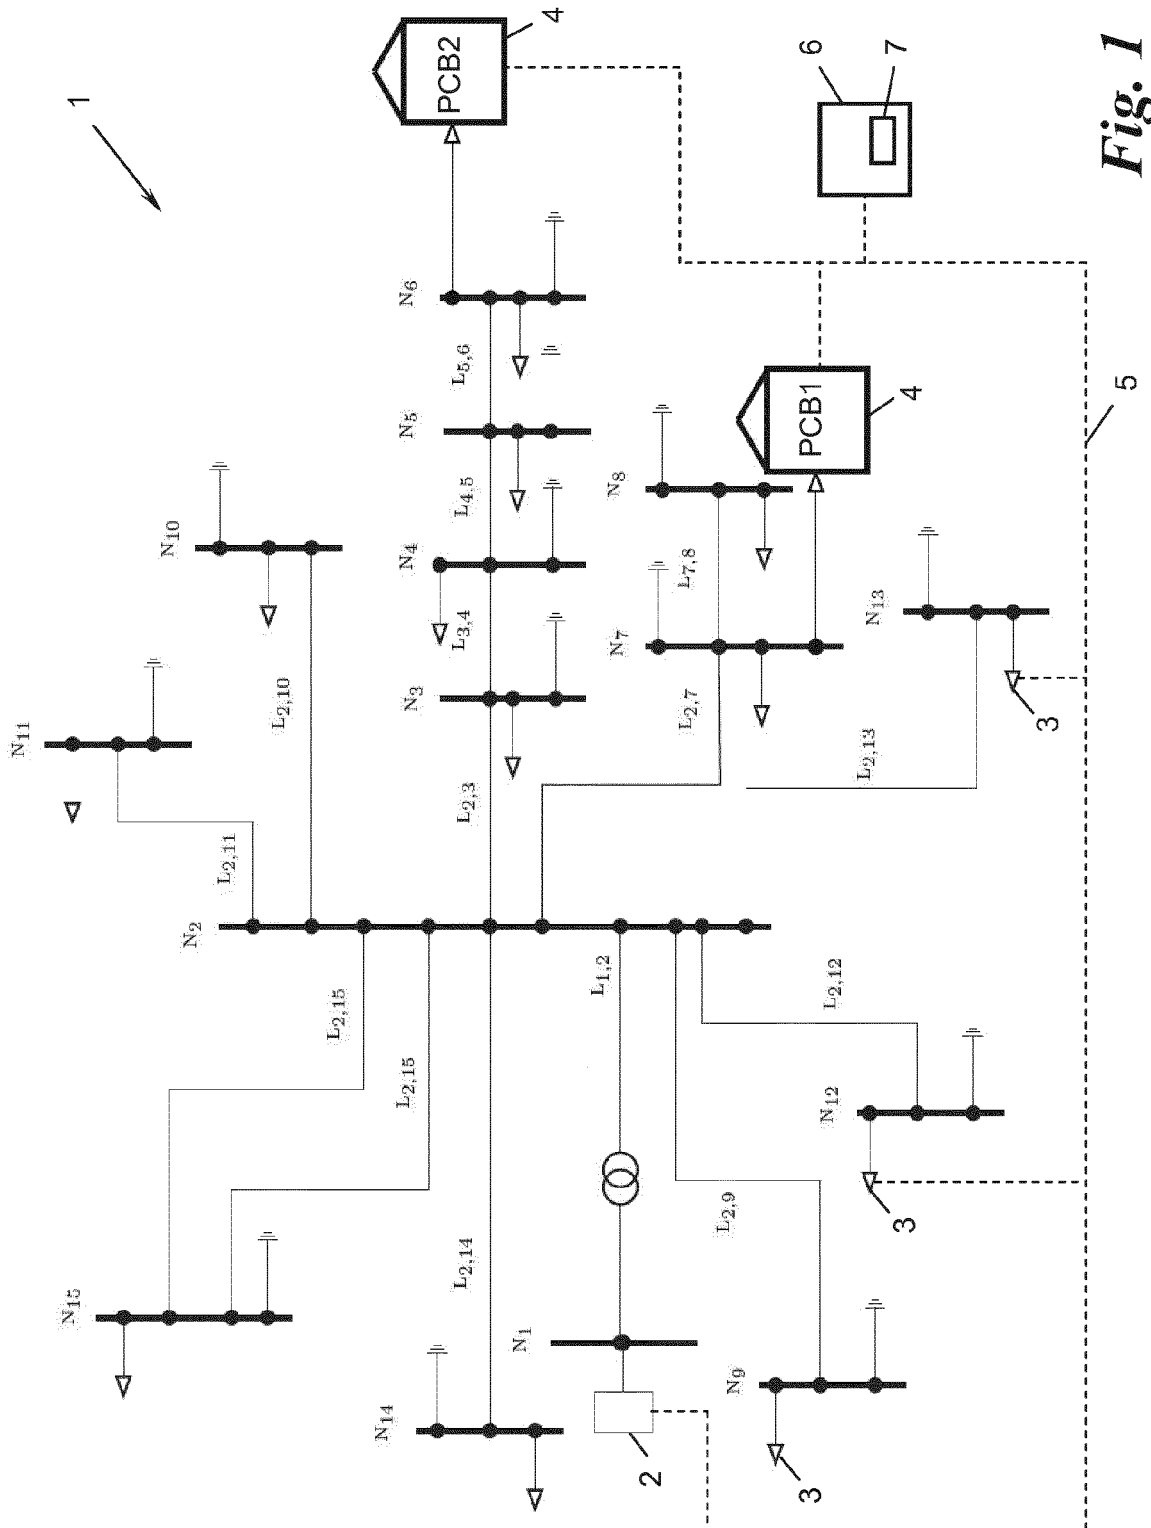 1
PCB2
4
6
7
Fig. 1
N6
L5,6
N5
L4,5
N4
L3,4
N3
L2,3
N10
L2,10
N11
L2,11
N2
N8
L7,8
N7
L2,7
PCB1
4
5
N13
L2,13
3
L2,15
L2,15
L2,14
L1,2
L2,12
N12
3
L2,9
N15
N14
N1
2
N9
3